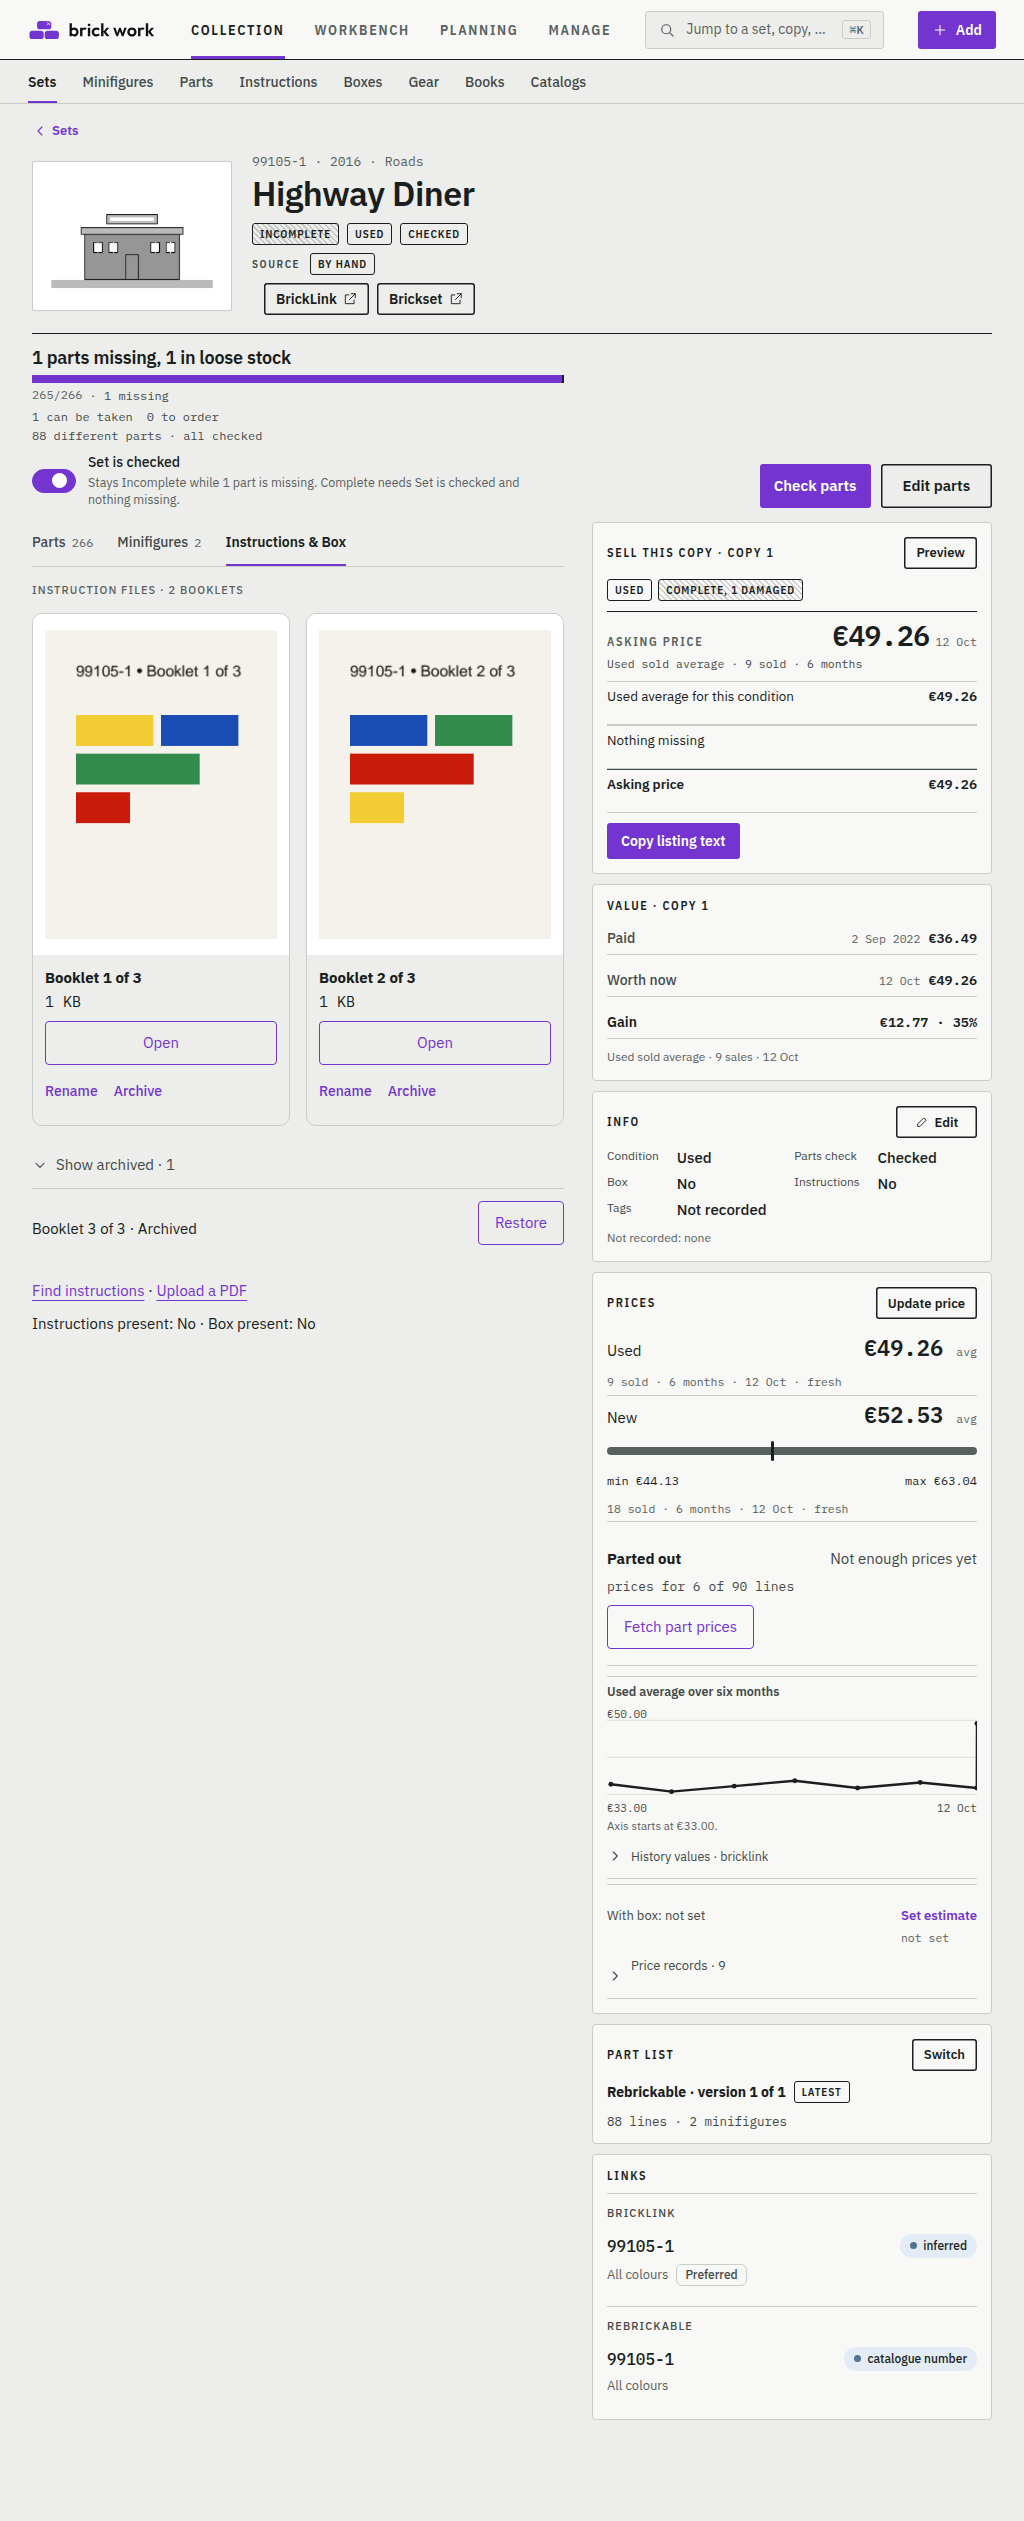 brick work
COLLECTION WORKBENCH PLANNING MANAGE
Jump to a set, copy, ... ⌘K
Add
Sets Minifigures Parts Instructions Boxes Gear Books Catalogs
Sets
99105-1 · 2016 · Roads
Highway Diner
INCOMPLETE USED CHECKED
SOURCE BY HAND
BrickLink Brickset
1 parts missing, 1 in loose stock
265/266 · 1 missing
1 can be taken 0 to order
88 different parts · all checked
Set is checked
Stays Incomplete while 1 part is missing. Complete needs Set is checked and
nothing missing.
Check parts Edit parts
Parts 266 Minifigures 2 Instructions & Box
INSTRUCTION FILES · 2 BOOKLETS
99105-1 • Booklet 1 of 3
Booklet 1 of 3
1 KB
Open
Rename Archive
99105-1 • Booklet 2 of 3
Booklet 2 of 3
1 KB
Open
Rename Archive
Show archived · 1
Booklet 3 of 3 · Archived
Restore
Find instructions · Upload a PDF
Instructions present: No · Box present: No
SELL THIS COPY · COPY 1
Preview
USED COMPLETE, 1 DAMAGED
ASKING PRICE €49.26 12 Oct
Used sold average · 9 sold · 6 months
Used average for this condition €49.26
Nothing missing
Asking price €49.26
Copy listing text
VALUE · COPY 1
Paid 2 Sep 2022 €36.49
Worth now 12 Oct €49.26
Gain €12.77 · 35%
Used sold average · 9 sales · 12 Oct
INFO
Edit
Condition Used Parts check Checked
Box No Instructions No
Tags Not recorded
Not recorded: none
PRICES
Update price
Used €49.26 avg
9 sold · 6 months · 12 Oct · fresh
New €52.53 avg
min €44.13 max €63.04
18 sold · 6 months · 12 Oct · fresh
Parted out Not enough prices yet
prices for 6 of 90 lines
Fetch part prices
Used average over six months
€50.00
€33.00 12 Oct
Axis starts at €33.00.
History values · bricklink
With box: not set Set estimate
not set
Price records · 9
PART LIST
Switch
Rebrickable · version 1 of 1 LATEST
88 lines · 2 minifigures
LINKS
BRICKLINK
99105-1 inferred
All colours Preferred
REBRICKABLE
99105-1 catalogue number
All colours